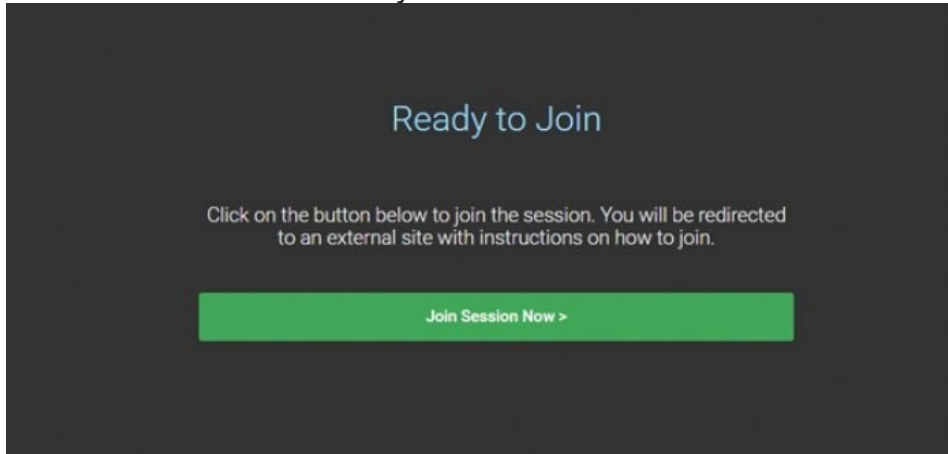 Ready to Join
Click on the button below to join the session. You will be redirected
to an external site with instructions on how to join.
Join Session Now >